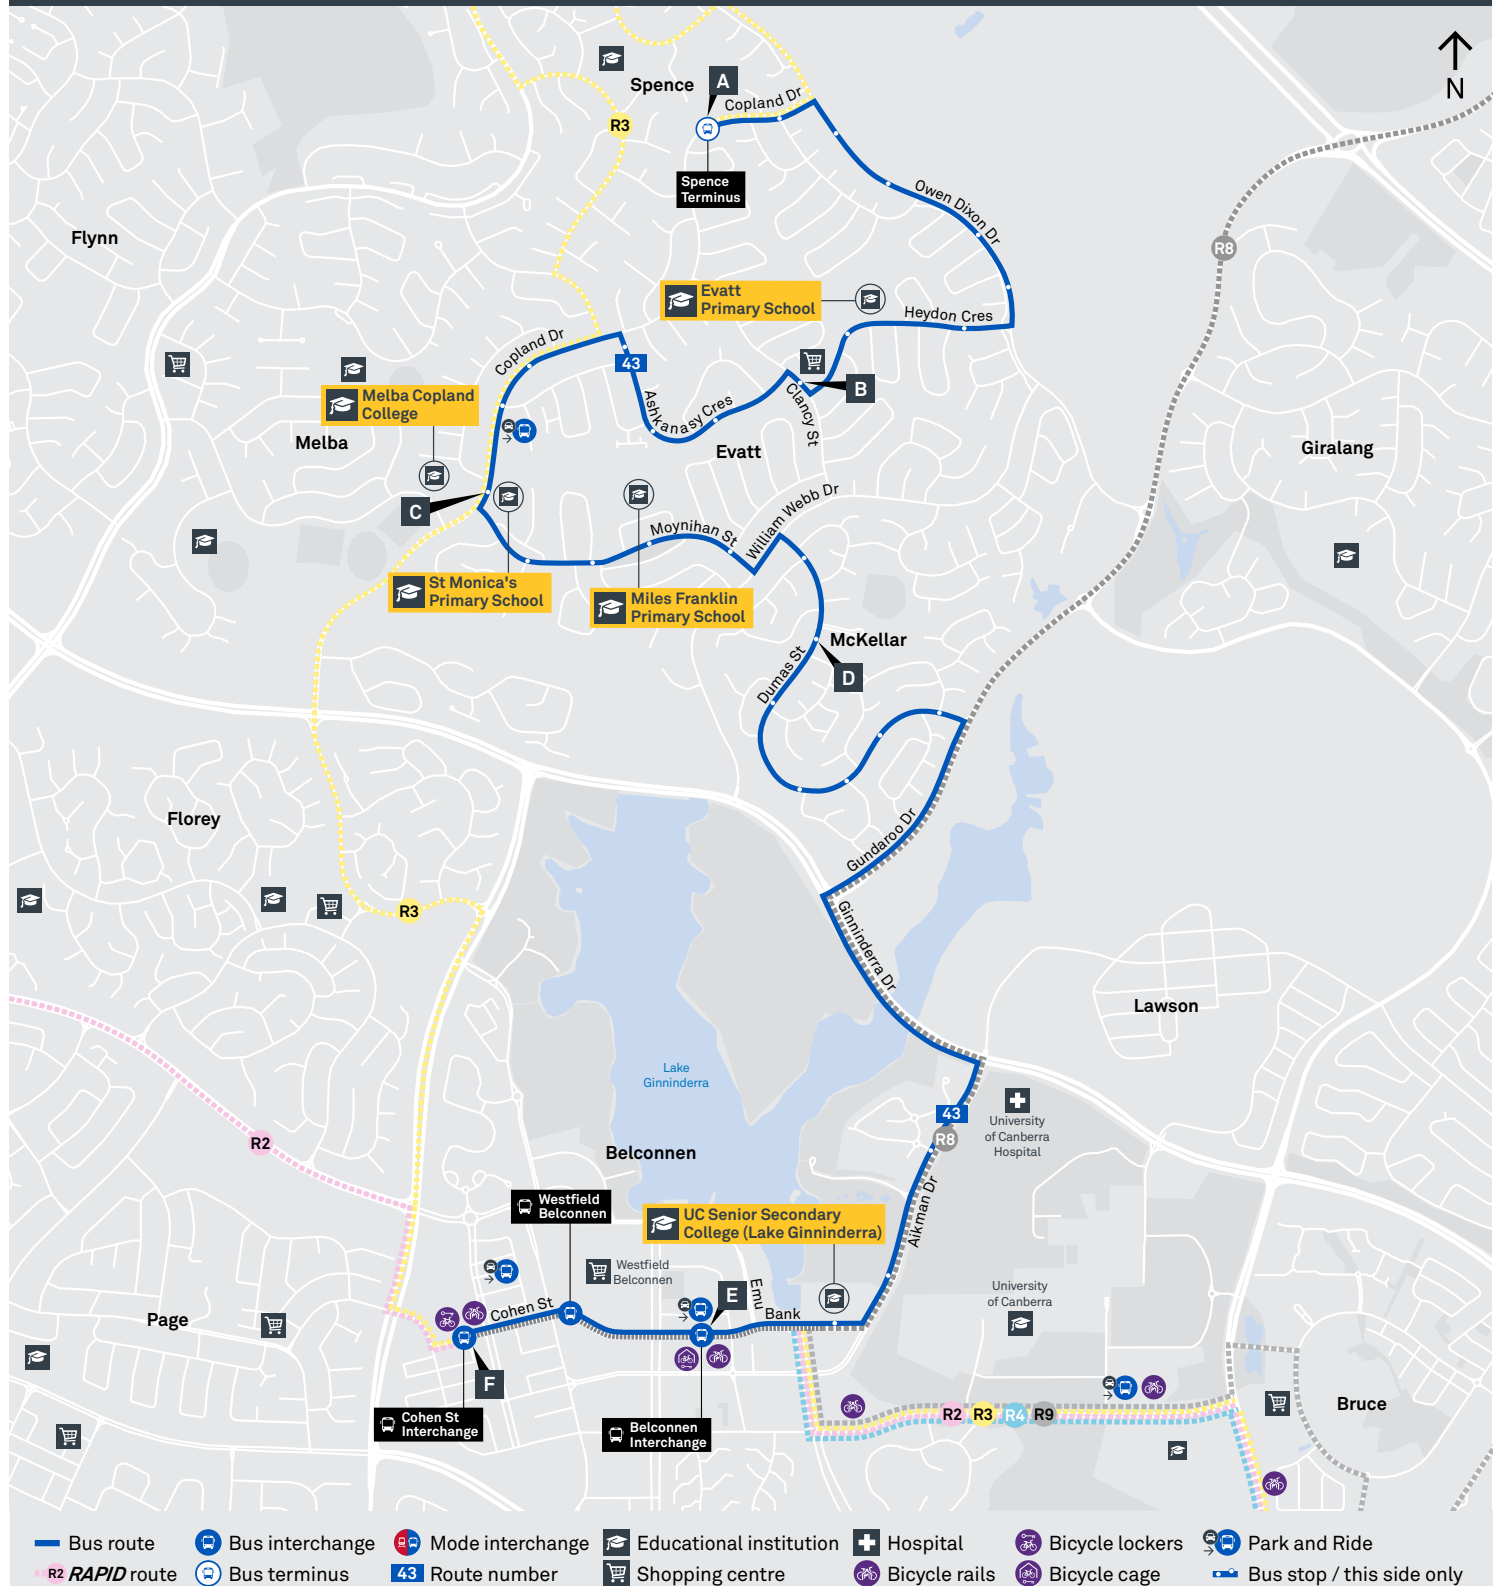 N
Spence
A
Copland Dr
R3
Spence
Terminus
Owen Dixon Dr
Flynn
R8
Evatt
Primary School
Heydon Cres
Copland Dr
43
B
Melba Copland
College
Ashkanasy Cres
Clancy St
Melba
Evatt
Giralang
C
William Webb Dr
Moynihan St
St Monica's
Primary School
Miles Franklin
Primary School
McKellar
Dumas St
D
Florey
Gundaroo Dr
R3
Ginninderra Dr
Lawson
Lake
Ginninderra
43
R8
University
of Canberra
Hospital
R2
Belconnen
Aikman Dr
Westfield
Belconnen
UC Senior Secondary
College (Lake Ginninderra)
Westfield
Belconnen
University
of Canberra
Page
Cohen St
E
Emu
Bank
F
Cohen St
Interchange
Belconnen
Interchange
R2
R3
R4
R9
Bruce
Bus route
Bus interchange
Mode interchange
Educational institution
Hospital
Bicycle lockers
Park and Ride
R2 RAPID route
Bus terminus
43 Route number
Shopping centre
Bicycle rails
Bicycle cage
Bus stop / this side only